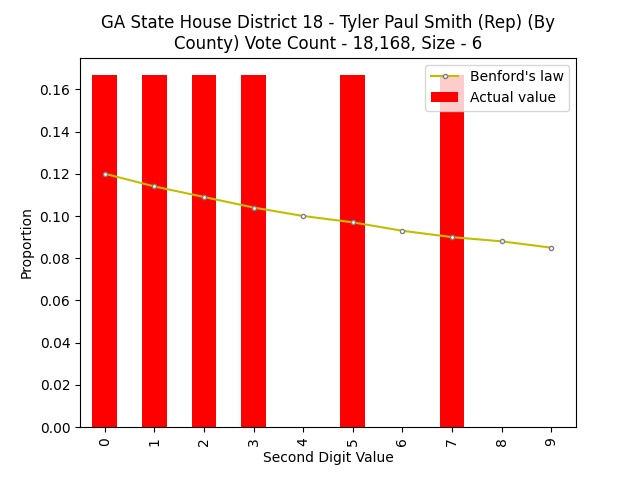 GA State House District 18 - Tyler Paul Smith (Rep) (By
County) Vote Count - 18,168, Size - 6
Benford's law
Actual value
0.16
0.14
0.12
0.10
0.08
0.06
0.04
0.02
0.00
Proportion
0 1 2 3 4 5 6 7 8 9
Second Digit Value